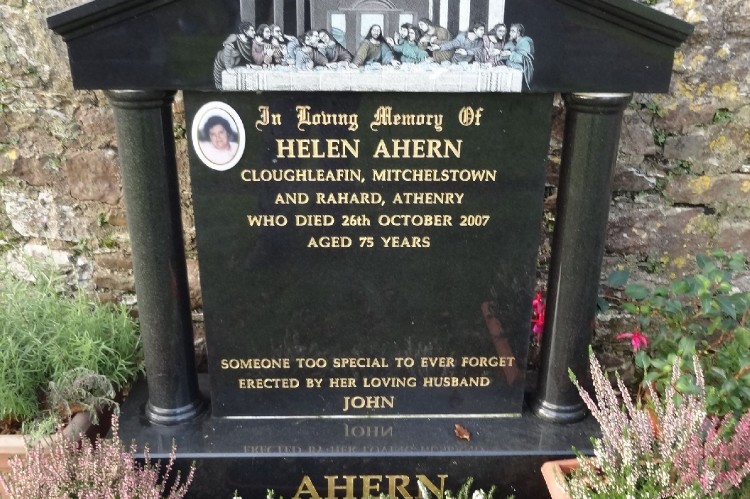 In Loving Memory Of
HELEN AHERN
CLOUGHLEAFIN, MITCHELSTOWN
AND RAHARD, ATHENRY
WHO DIED 26th OCTOBER 2007
AGED 75 YEARS
SOMEONE TOO SPECIAL TO EVER FORGET
ERECTED BY HER LOVING HUSBAND
JOHN
AHERN